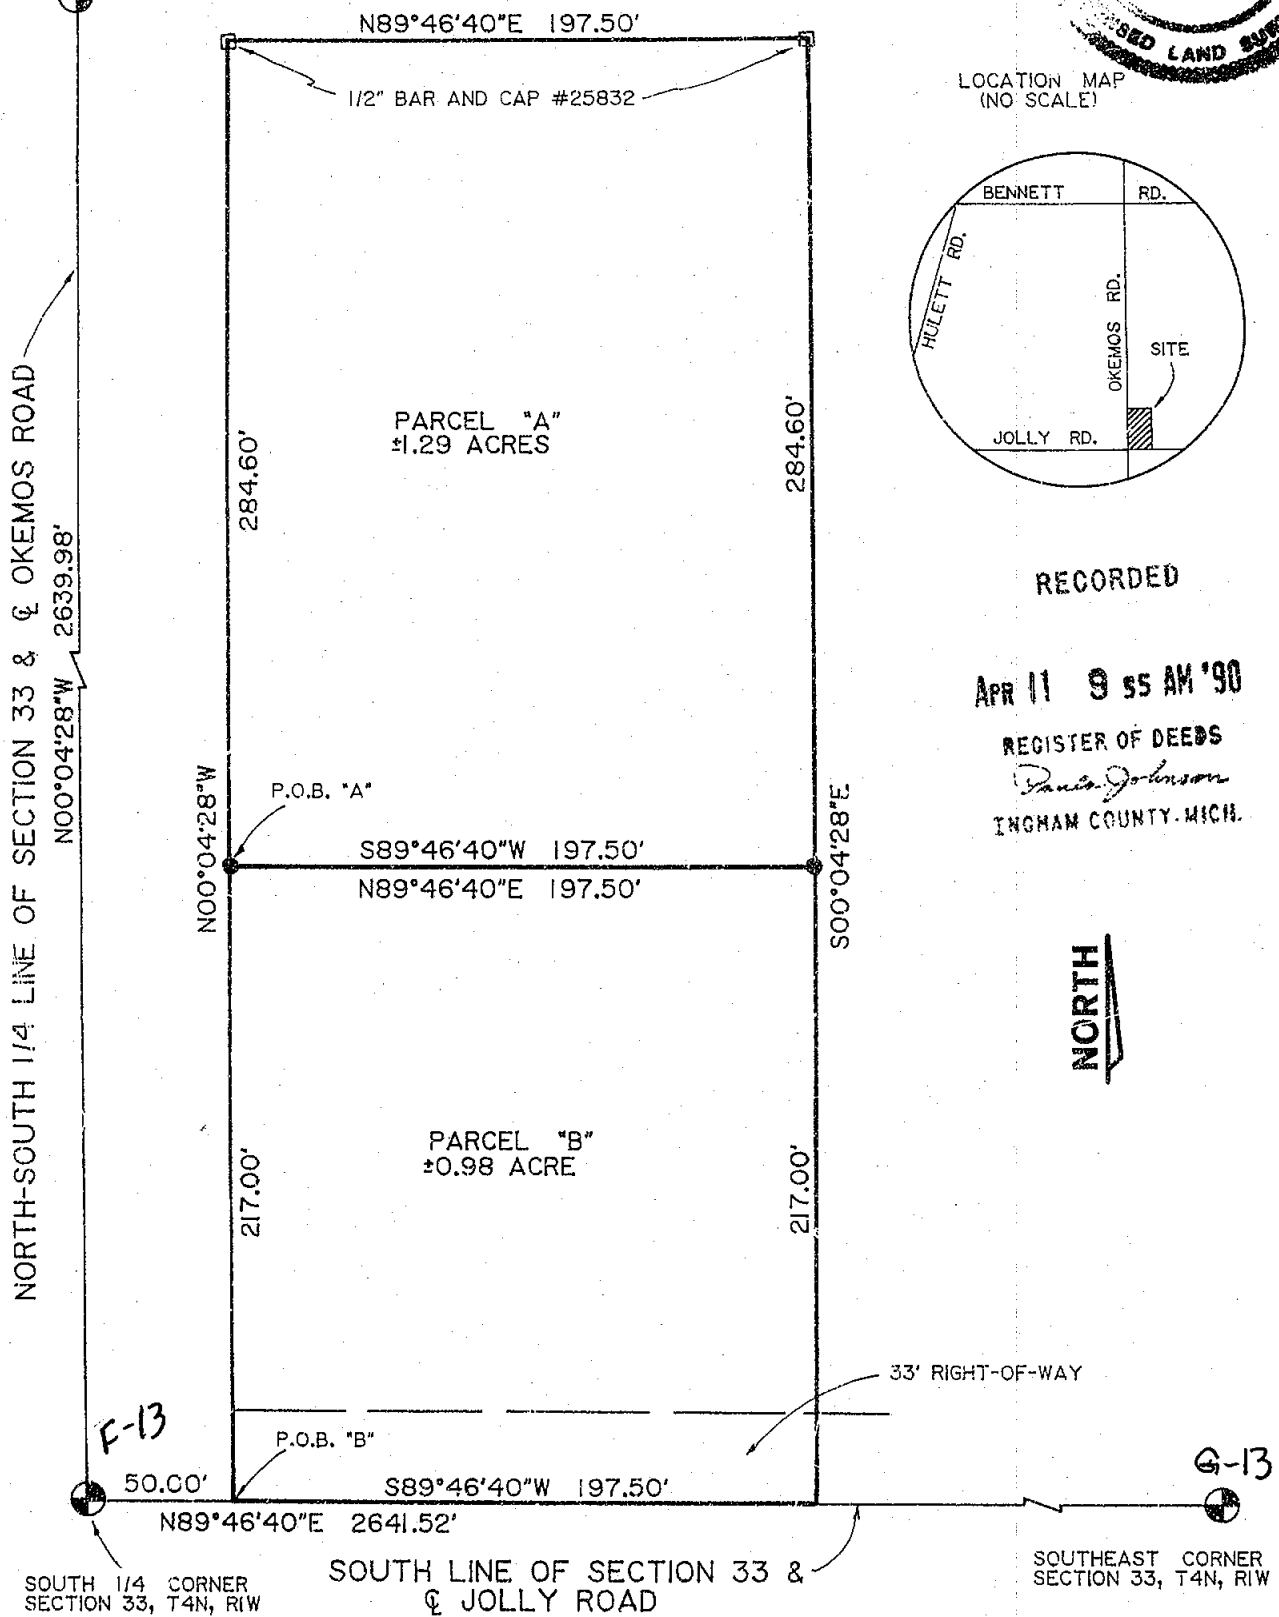 N89°46'40"E 197.50'
1/2" BAR AND CAP #25832
LAND
LOCATION MAP
(NO SCALE)
BENNETT RD.
HULETT RD.
OKEMOS RD.
SITE
JOLLY RD.
PARCEL "A"
±1.29 ACRES
284.60'
284.60'
NORTH-SOUTH 1/4 LINE OF SECTION 33 & ℄ OKEMOS ROAD
N00°04'28"W 2639.98'
RECORDED
APR 11 9 55 AM '90
REGISTER OF DEEDS
Johnson
INGHAM COUNTY. MICH.
P.O.B. "A"
N00°04'28"W
S89°46'40"W 197.50'
N89°46'40"E 197.50'
S00°04'28"E
NORTH
PARCEL "B"
±0.98 ACRE
217.00'
217.00'
33' RIGHT-OF-WAY
F-13
P.O.B. "B"
G-13
50.00'
S89°46'40"W 197.50'
N89°46'40"E 2641.52'
SOUTH 1/4 CORNER
SECTION 33, T4N, R1W
SOUTH LINE OF SECTION 33 &
℄ JOLLY ROAD
SOUTHEAST CORNER
SECTION 33, T4N, R1W